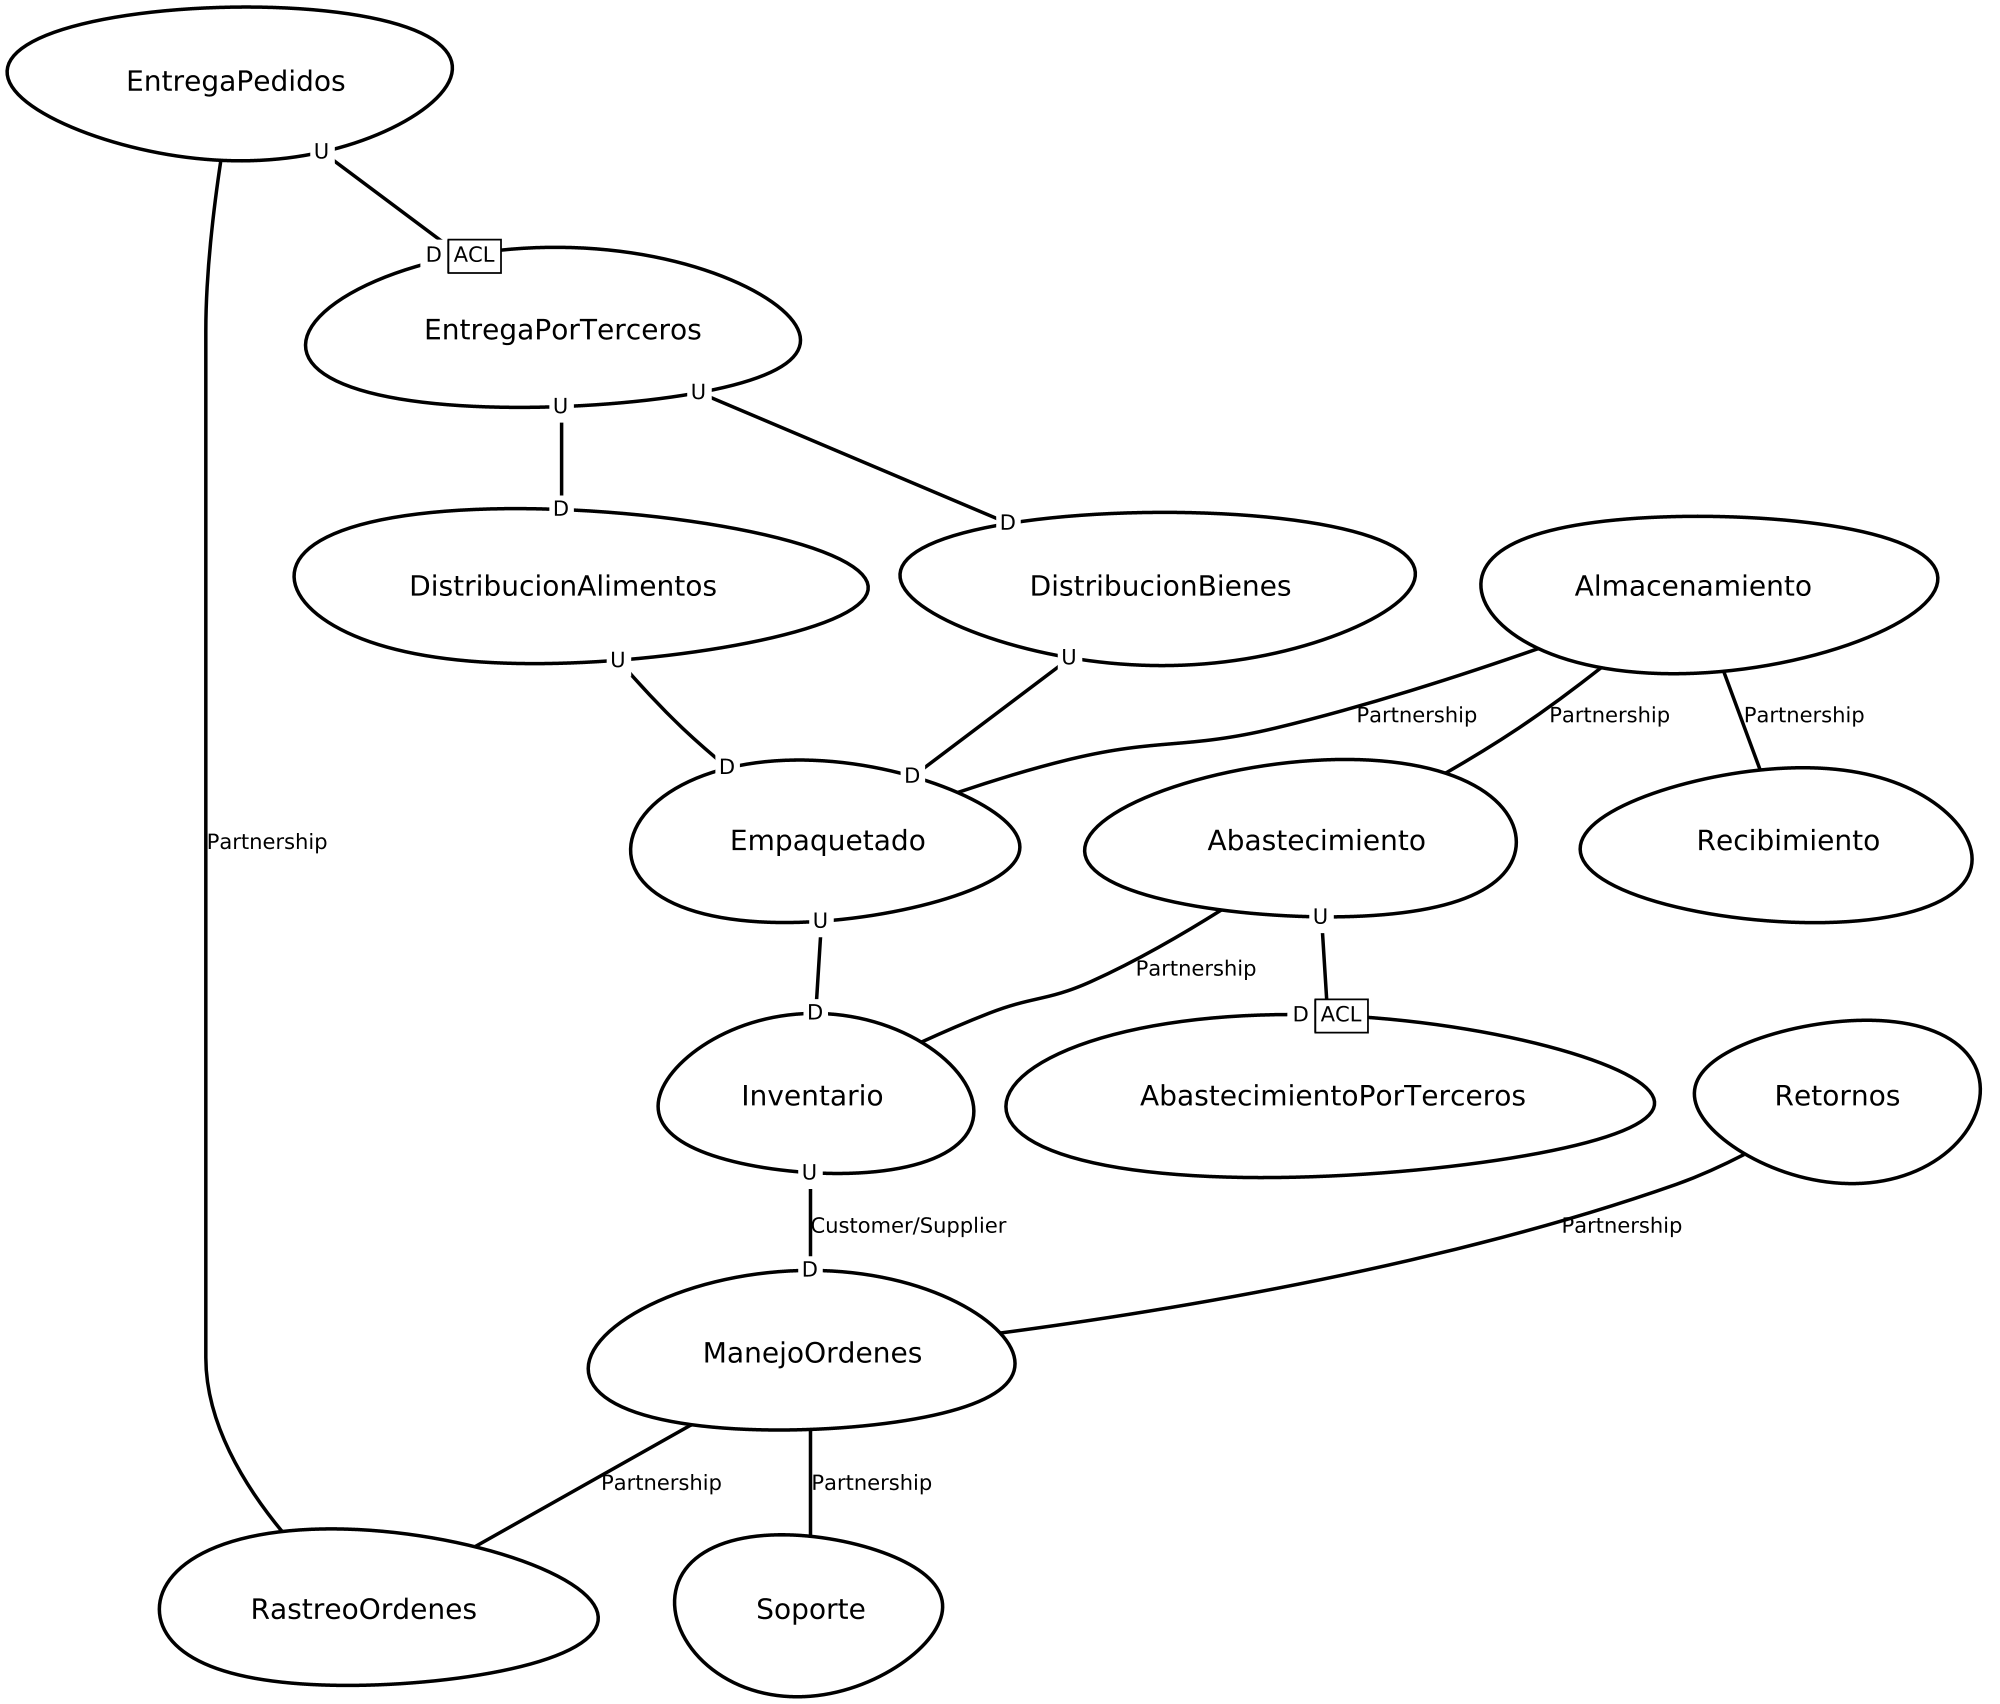 EntregaPedidos
U
D
ACL
EntregaPorTerceros
U
U
D
D
DistribucionAlimentos
DistribucionBienes
Almacenamiento
U
U
Partnership
Partnership
Partnership
D
D
Partnership
Empaquetado
Abastecimiento
Recibimiento
U
U
Partnership
D
D
ACL
Inventario
AbastecimientoPorTerceros
Retornos
U
Customer/Supplier
Partnership
D
ManejoOrdenes
Partnership
Partnership
RastreoOrdenes
Soporte